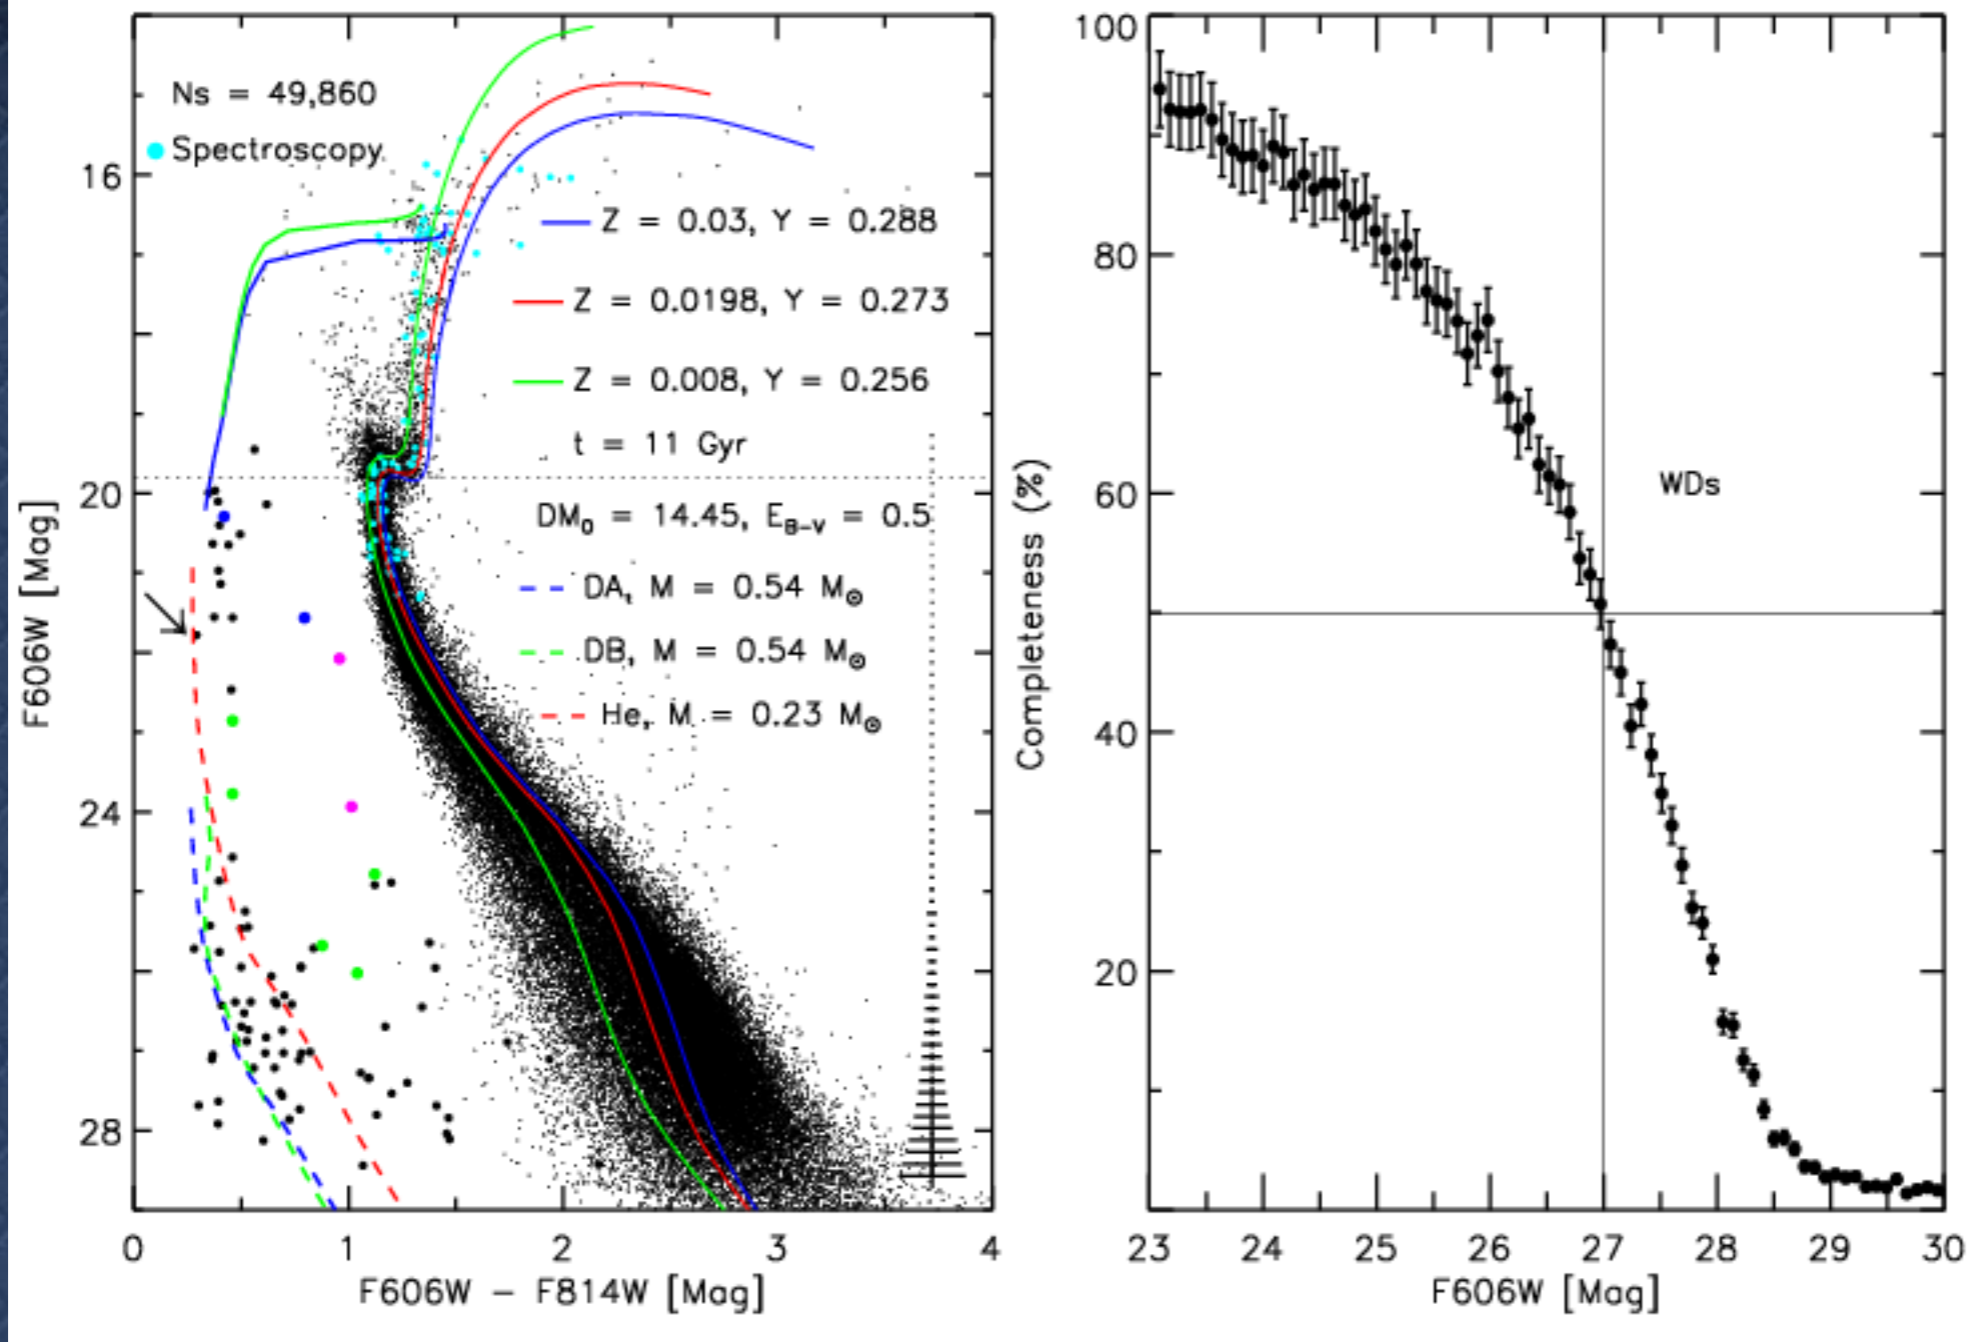 Ns = 49,860
Spectroscopy
Z = 0.03, Y = 0.288
Z = 0.0198, Y = 0.273
Z = 0.008, Y = 0.256
t = 11 Gyr
DM₀ = 14.45, E_B-V = 0.5
DA, M = 0.54 M⊙
DB, M = 0.54 M⊙
He, M = 0.23 M⊙
16
20
24
28
F606W [Mag]
0 1 2 3 4
F606W - F814W [Mag]
100
80
60
40
20
Completeness (%)
WDs
23 24 25 26 27 28 29 30
F606W [Mag]